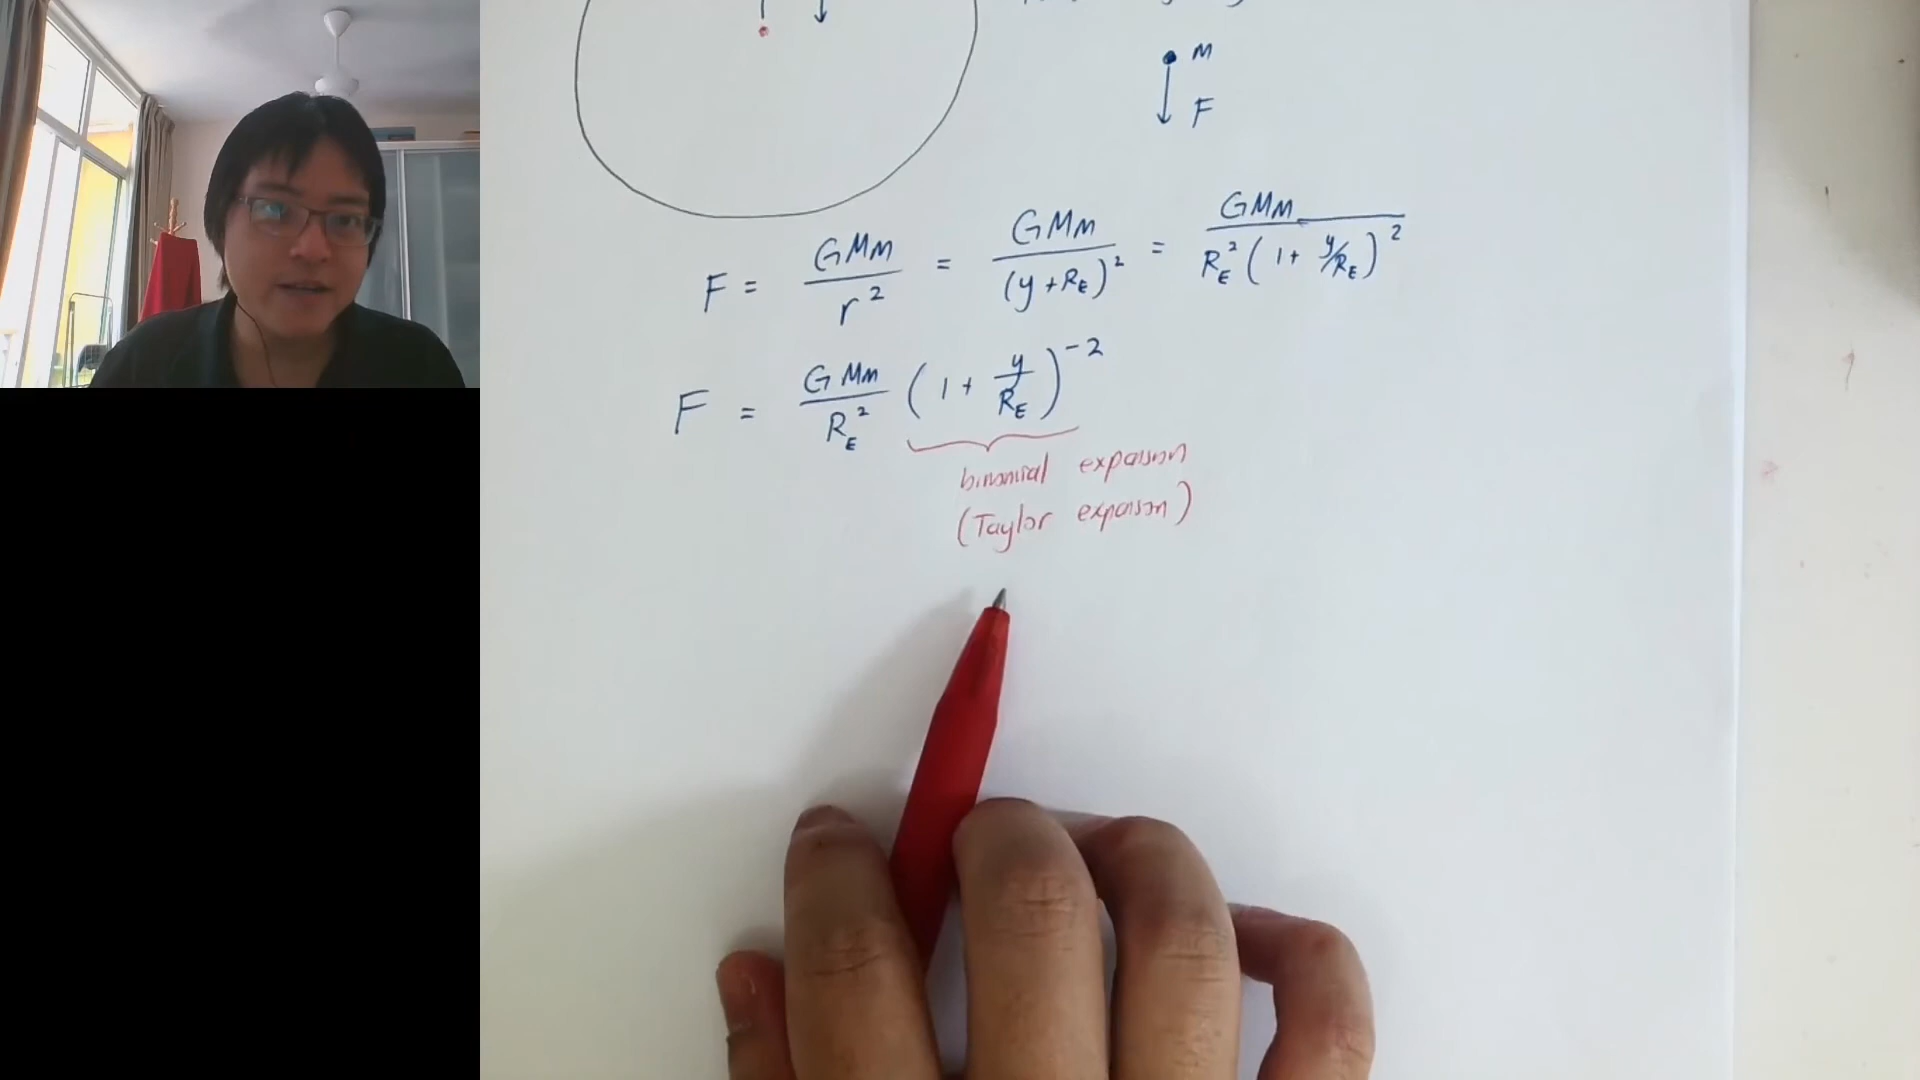 m
F
F = GMm / r² = GMm / (y + R_E)² = GMm / R_E² (1 + y/R_E)²
F = GMm / R_E² (1 + y / R_E)⁻²
binomial expansion
(Taylor expansion)